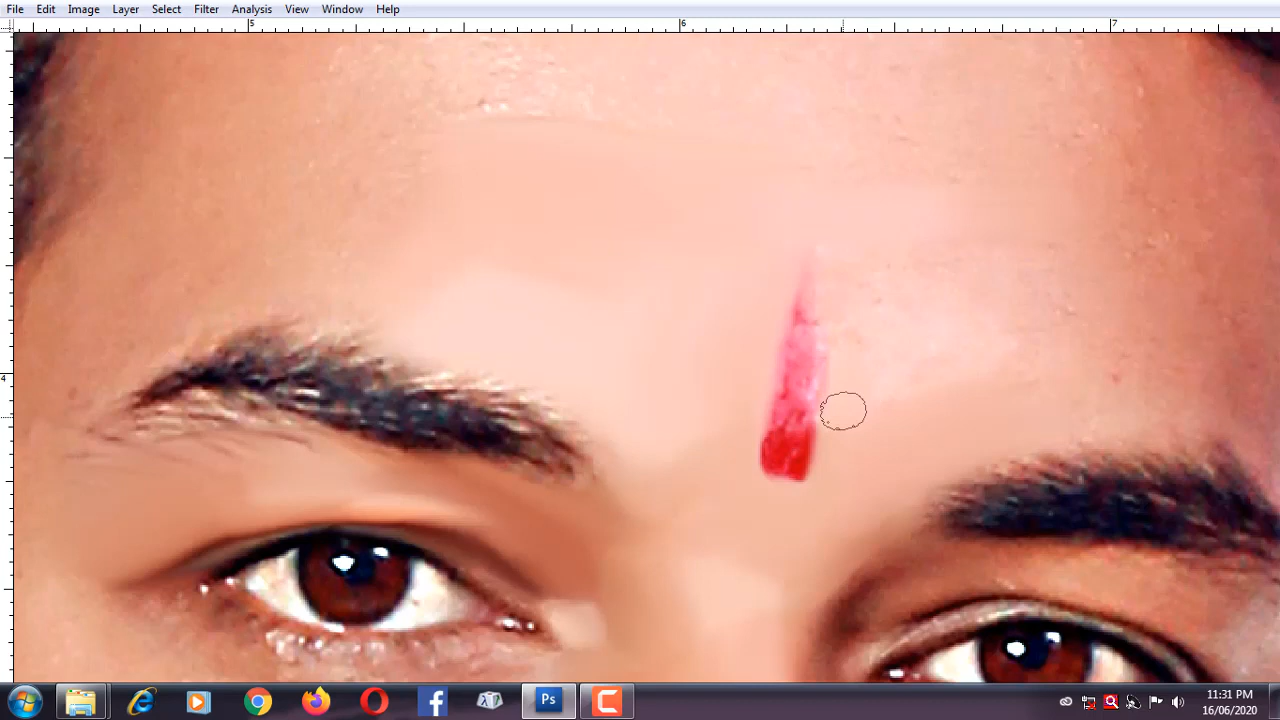 File Edit Image Layer Select Filter Analysis View Window Help
5 6 7
4
Ps
11:31 PM
16/06/2020